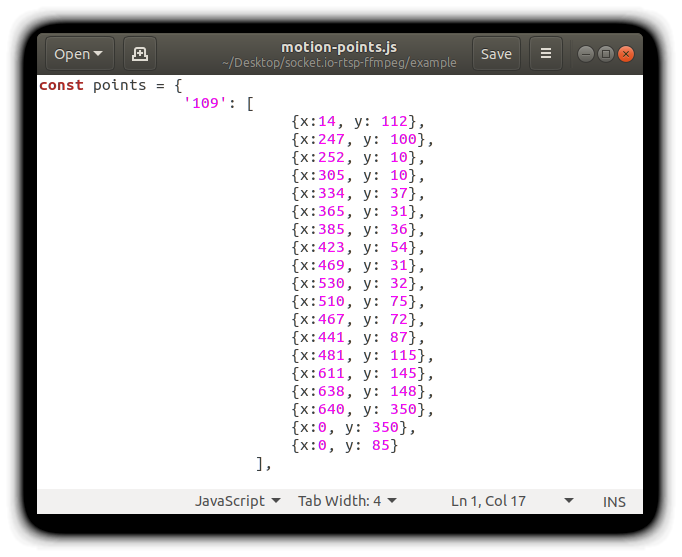 Open
motion-points.js
~/Desktop/socket.io-rtsp-ffmpeg/example
Save
const points = {
'109': [
{x:14, y: 112},
{x:247, y: 100},
{x:252, y: 10},
{x:305, y: 10},
{x:334, y: 37},
{x:365, y: 31},
{x:385, y: 36},
{x:423, y: 54},
{x:469, y: 31},
{x:530, y: 32},
{x:510, y: 75},
{x:467, y: 72},
{x:441, y: 87},
{x:481, y: 115},
{x:611, y: 145},
{x:638, y: 148},
{x:640, y: 350},
{x:0, y: 350},
{x:0, y: 85}
],
JavaScript Tab Width: 4 Ln 1, Col 17 INS